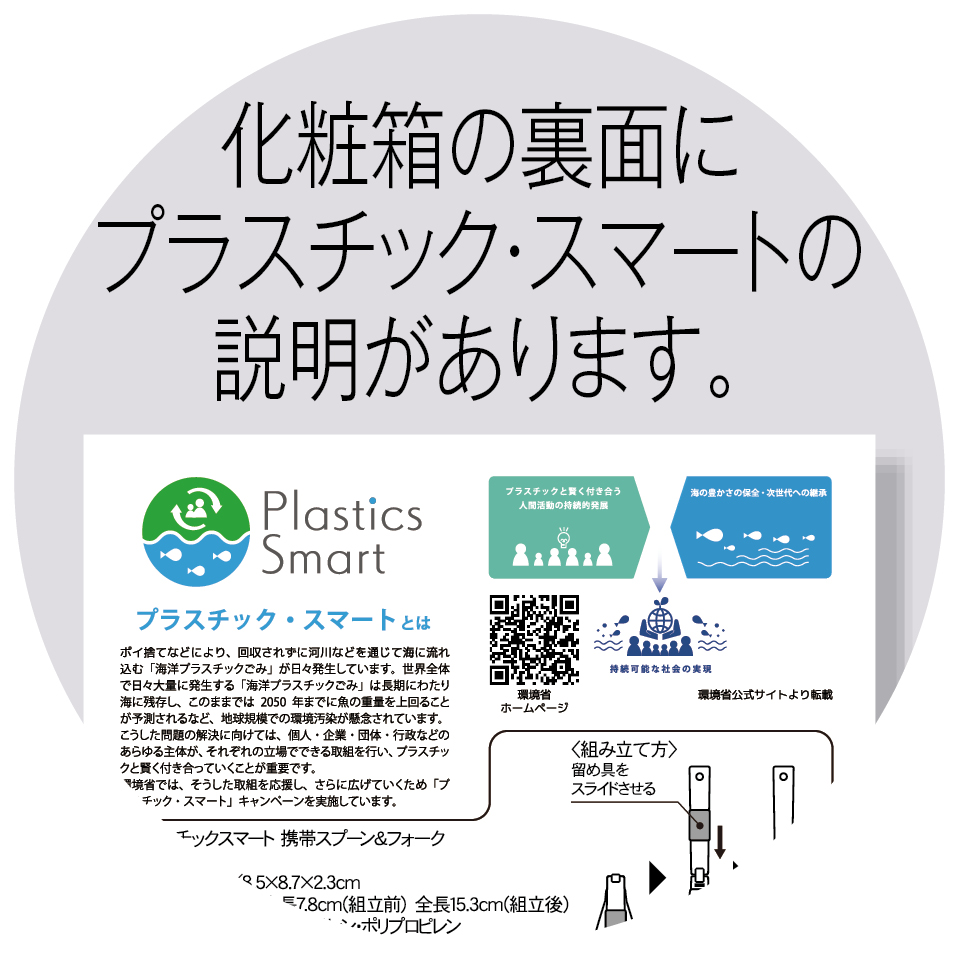 化粧箱の裏面に
プラスチック・スマートの
説明があります。
Plastics
Smart
プラスチック・スマートとは
ポイ捨てなどにより、回収されずに河川などを通じて海に流れ
込む「海洋プラスチックごみ」が日々発生しています。世界全体
で日々大量に発生する「海洋プラスチックごみ」は長期にわたり
海に残存し、このままでは 2050 年までに魚の重量を上回ること
が予測されるなど、地球規模での環境汚染が懸念されています。
こうした問題の解決に向けては、個人・企業・団体・行政などの
あらゆる主体が、それぞれの立場でできる取組を行い、プラスチッ
クと賢く付き合っていくことが重要です。
環境省では、そうした取組を応援し、さらに広げていくため「プ
チック・スマート」キャンペーンを実施しています。
プラスチックと賢く付き合う
人間活動の持続的発展
海の豊かさの保全・次世代への継承
持続可能な社会の実現
環境省
ホームページ
環境省公式サイトより転載
〈組み立て方〉
留め具を
スライドさせる
チックスマート 携帯スプーン&フォーク
8.5×8.7×2.3cm
長7.8cm(組立前) 全長15.3cm(組立後)
レン・ポリプロピレン